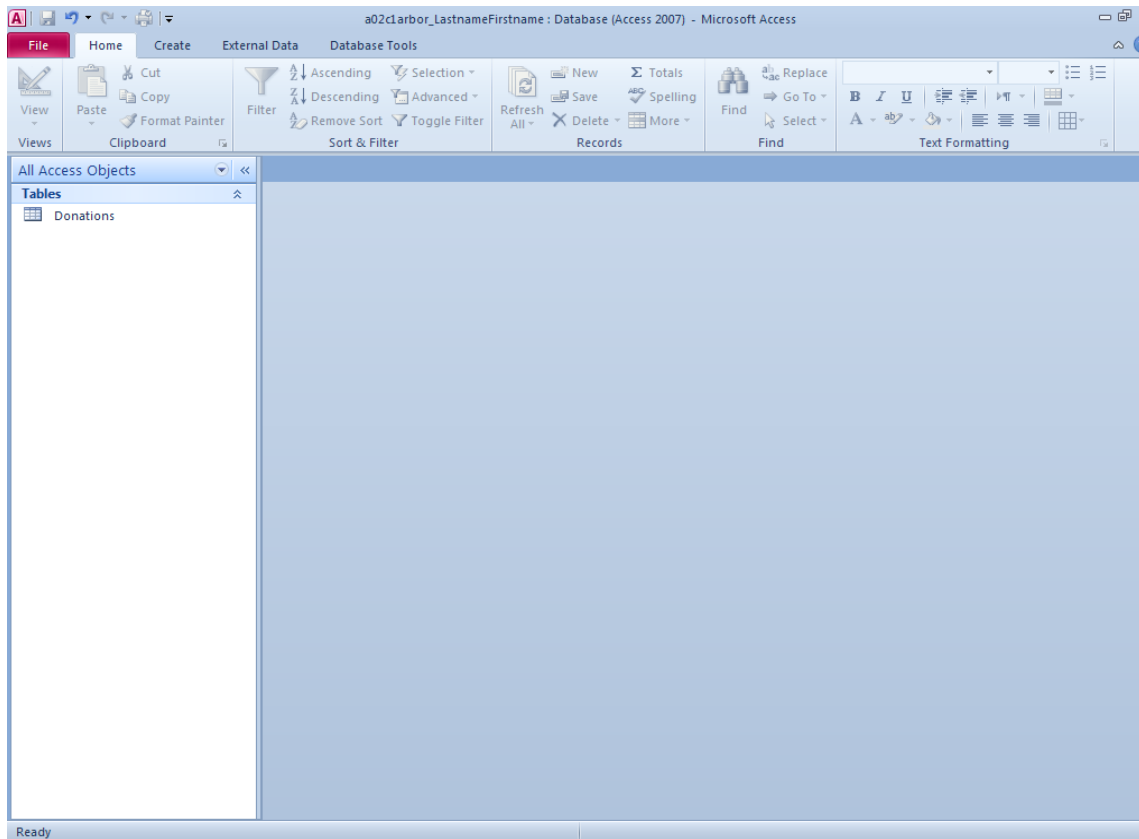 a02c1arbor_LastnameFirstname : Database (Access 2007) - Microsoft Access
File Home Create External Data Database Tools
View
Views
Paste
Cut
Copy
Format Painter
Clipboard
Filter
Ascending
Descending
Remove Sort
Selection
Advanced
Toggle Filter
Sort & Filter
Refresh
All
New
Save
Delete
Totals
Spelling
More
Records
Find
Replace
Go To
Select
Find
B I U
A
Text Formatting
All Access Objects
Tables
Donations
Ready